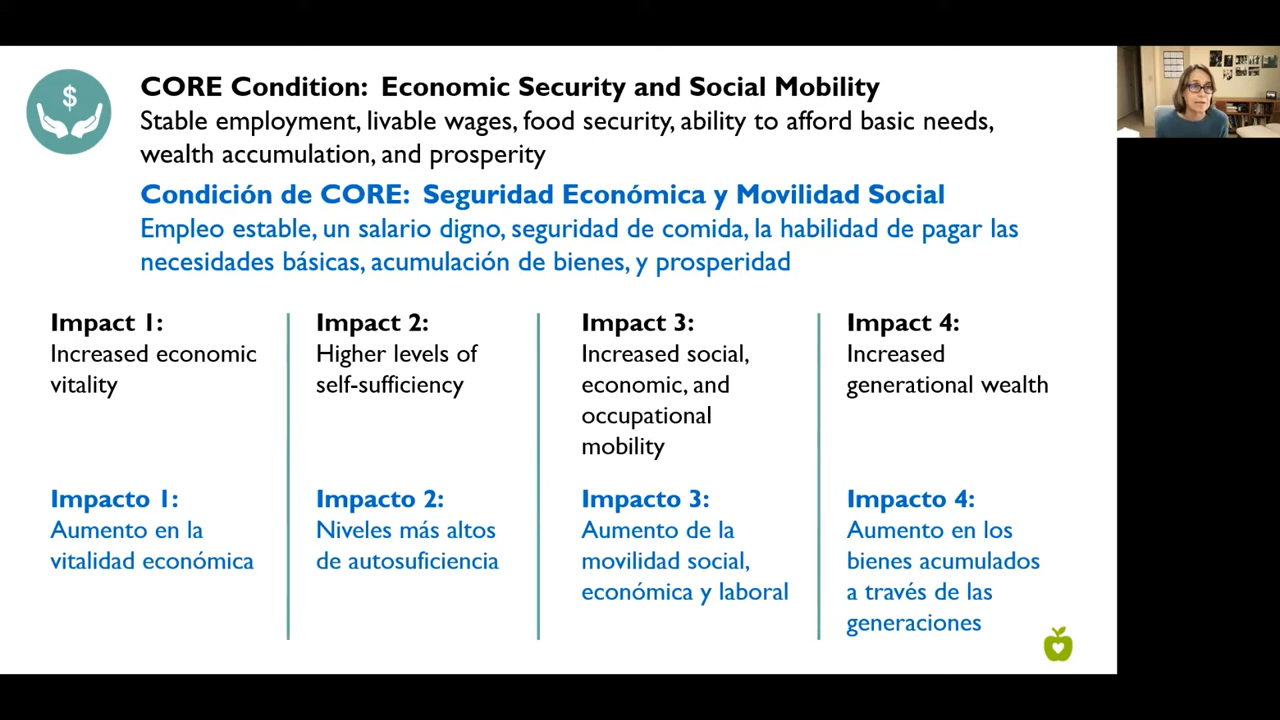 $
CORE Condition: Economic Security and Social Mobility
Stable employment, livable wages, food security, ability to afford basic needs,
wealth accumulation, and prosperity
Condición de CORE: Seguridad Económica y Movilidad Social
Empleo estable, un salario digno, seguridad de comida, la habilidad de pagar las
necesidades básicas, acumulación de bienes, y prosperidad
Impact 1:
Increased economic
vitality
Impacto 1:
Aumento en la
vitalidad económica
Impact 2:
Higher levels of
self-sufficiency
Impacto 2:
Niveles más altos
de autosuficiencia
Impact 3:
Increased social,
economic, and
occupational
mobility
Impacto 3:
Aumento de la
movilidad social,
económica y laboral
Impact 4:
Increased
generational wealth
Impacto 4:
Aumento en los
bienes acumulados
a través de las
generaciones